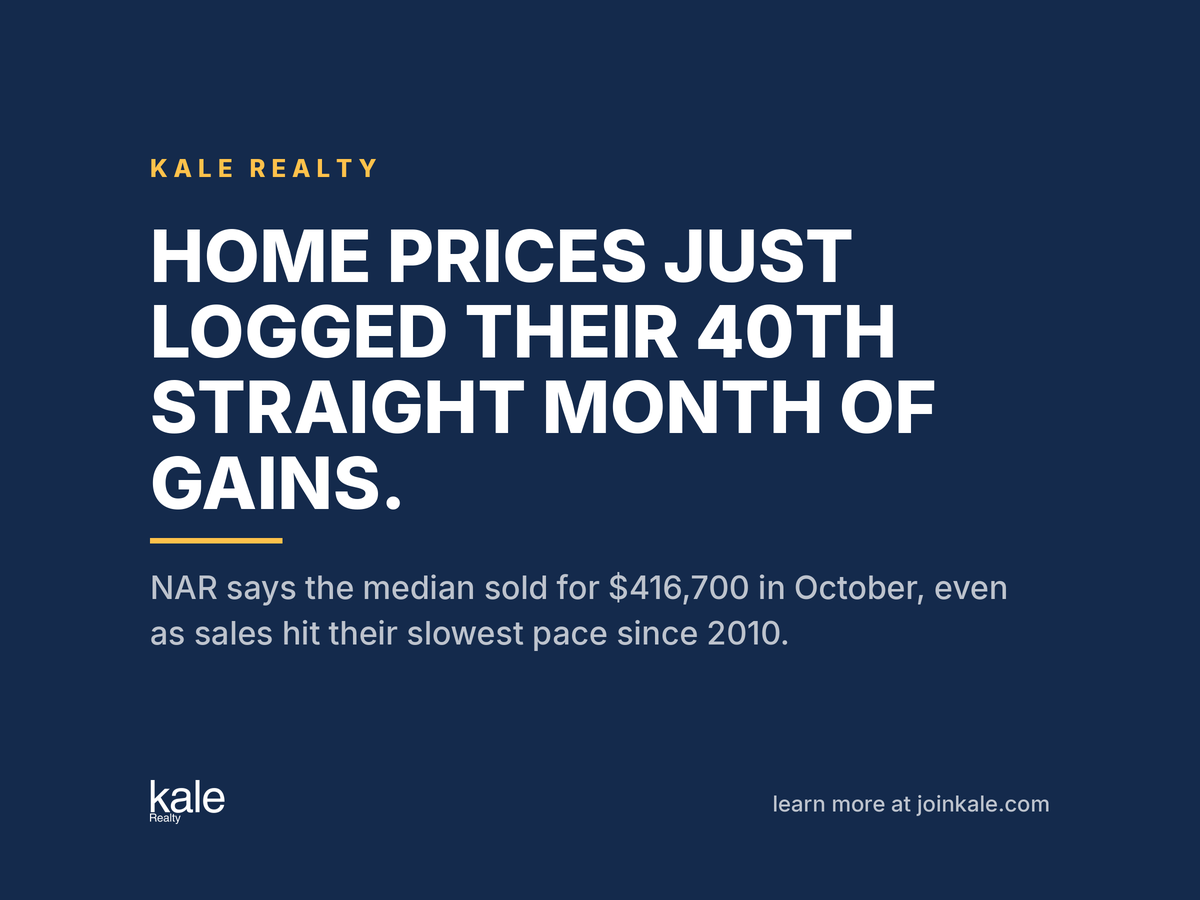 KALE REALTY
HOME PRICES JUST
LOGGED THEIR 40TH
STRAIGHT MONTH OF
GAINS.
NAR says the median sold for $416,700 in October, even
as sales hit their slowest pace since 2010.
kale
Realty
learn more at joinkale.com